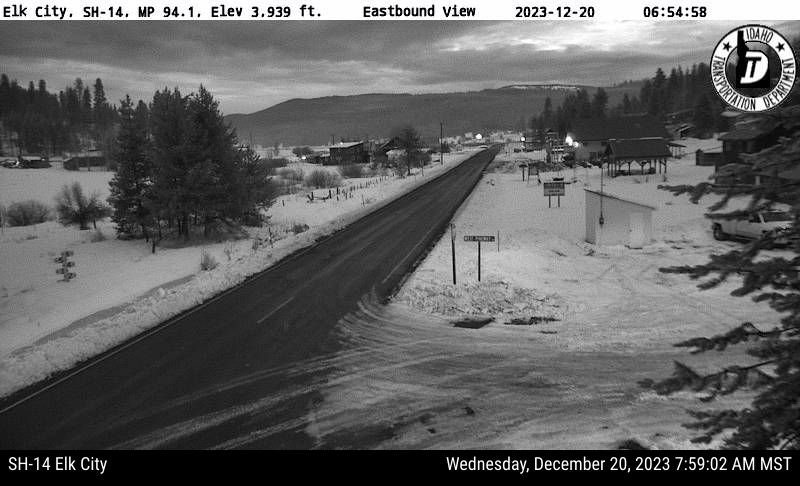 Elk City, SH-14, MP 94.1, Elev 3,939 ft. Eastbound View 2023-12-20 06:54:58
IDAHO
TRANSPORTATION DEPARTMENT
SH-14 Elk City Wednesday, December 20, 2023 7:59:02 AM MST